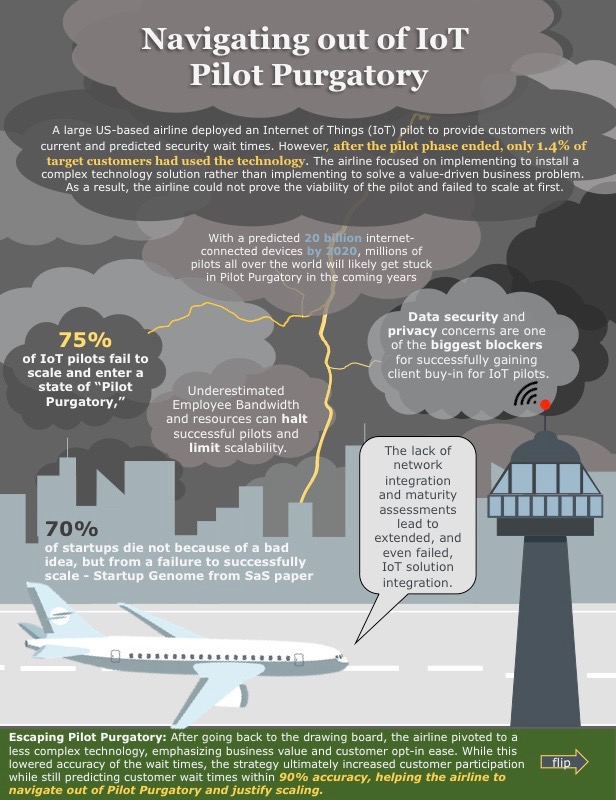 Navigating out of IoT
Pilot Purgatory
A large US-based airline deployed an Internet of Things (IoT) pilot to provide customers with
current and predicted security wait times. However, after the pilot phase ended, only 1.4% of
target customers had used the technology. The airline focused on implementing to install a
complex technology solution rather than implementing to solve a value-driven business problem.
As a result, the airline could not prove the viability of the pilot and failed to scale at first.
With a predicted 20 billion internet-
connected devices by 2020, millions of
pilots all over the world will likely get stuck
in Pilot Purgatory in the coming years
75%
of IoT pilots fail to
scale and enter a
state of “Pilot
Purgatory,”
Data security and
privacy concerns are one
of the biggest blockers
for successfully gaining
client buy-in for IoT pilots.
Underestimated
Employee Bandwidth
and resources can halt
successful pilots and
limit scalability.
The lack of
network
integration
and maturity
assessments
lead to
extended, and
even failed,
IoT solution
integration.
70%
of startups die not because of a bad
idea, but from a failure to successfully
scale - Startup Genome from SaS paper
Escaping Pilot Purgatory: After going back to the drawing board, the airline pivoted to a
less complex technology, emphasizing business value and customer opt-in ease. While this
lowered accuracy of the wait times, the strategy ultimately increased customer participation
while still predicting customer wait times within 90% accuracy, helping the airline to
navigate out of Pilot Purgatory and justify scaling.
flip